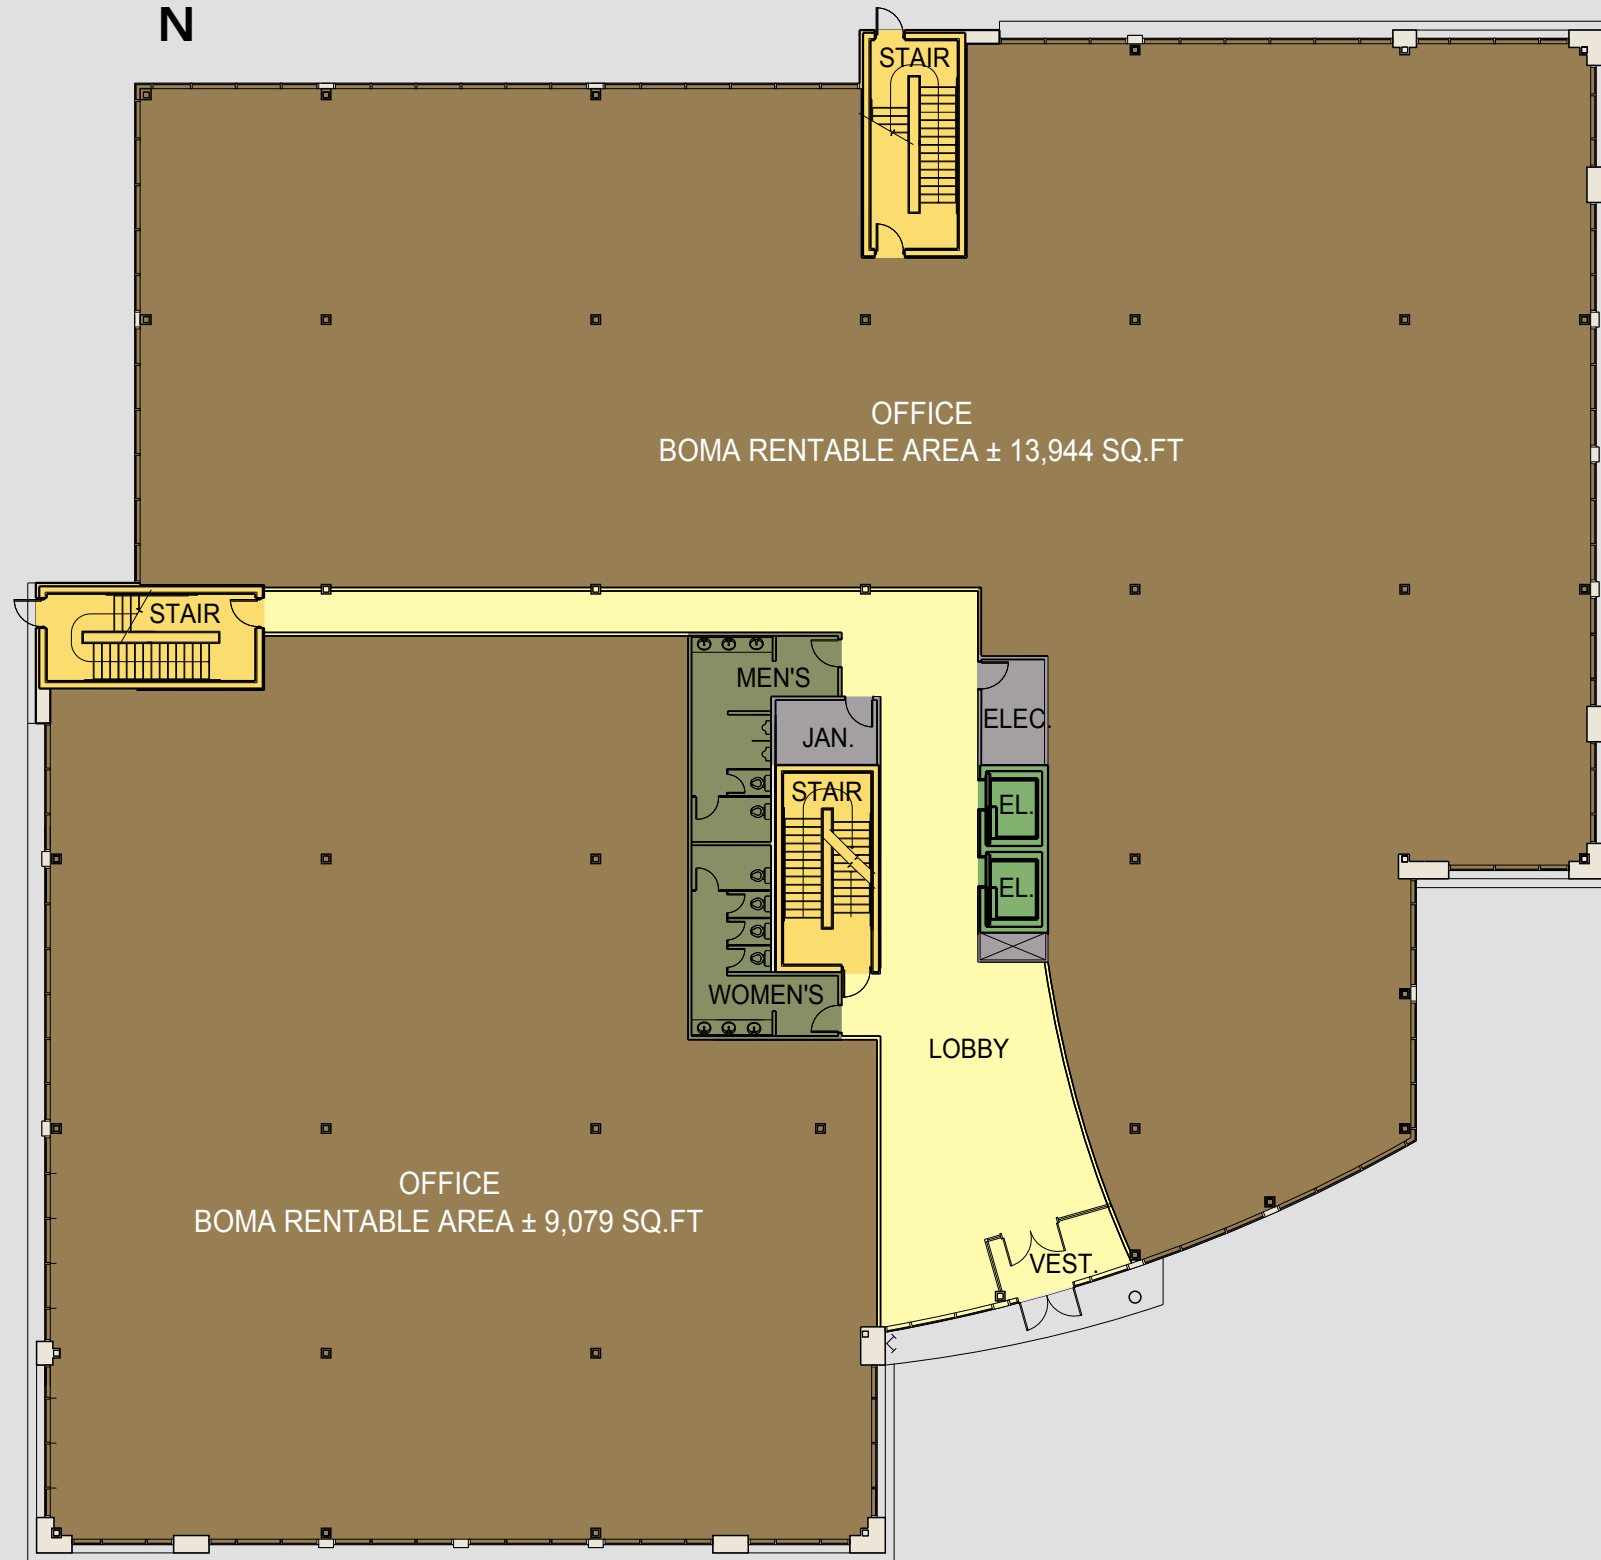 N
STAIR
OFFICE
BOMA RENTABLE AREA ± 13,944 SQ.FT
STAIR
MEN'S
ELEC.
JAN.
STAIR
EL.
EL.
WOMEN'S
LOBBY
OFFICE
BOMA RENTABLE AREA ± 9,079 SQ.FT
VEST.